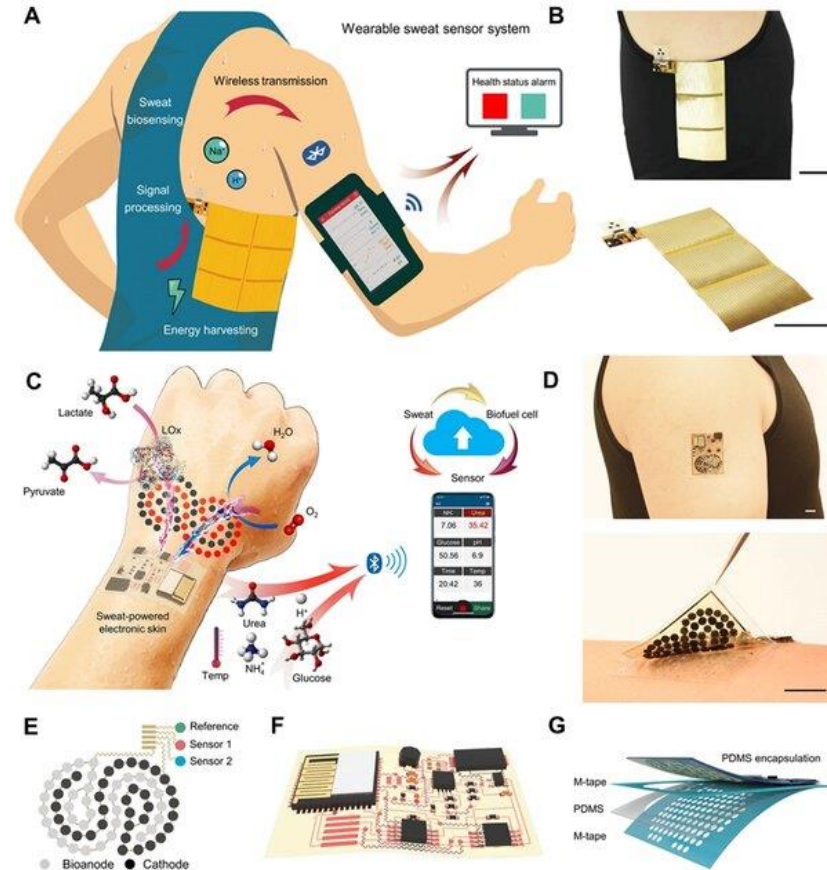 A
Wearable sweat sensor system
Wireless transmission
Sweat
biosensing
Na⁺
H⁺
Signal
processing
Energy harvesting
Health status alarm
B
C
Lactate
LOx
H₂O
Pyruvate
O₂
Sweat-powered
electronic skin
Temp
Urea
NH₄⁺
H⁺
Glucose
Sweat
Biofuel cell
Sensor
NH₄⁺ Urea
7.06 35.42
Glucose pH
50.56 6.9
Time Temp
20:42 36
Reset Share
D
E
Reference
Sensor 1
Sensor 2
Bioanode
Cathode
F
G
PDMS encapsulation
M-tape
PDMS
M-tape